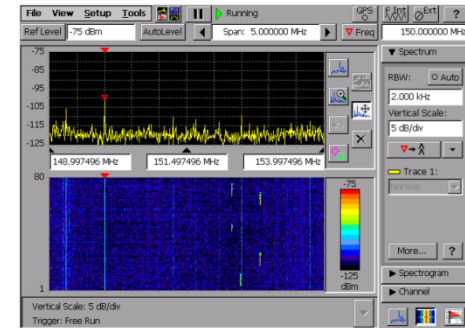 File View Setup Tools Running GPS F Int Ext ?
Ref Level -75 dBm AutoLevel Span: 5.000000 MHz Freq 150.000000 MHz
-75
-85
-95
-105
-115
-125
148.997496 MHz 151.497496 MHz 153.997496 MHz
80
1
-75
-125
dBm
Spectrum
RBW: Auto
2.000 kHz
Vertical Scale:
5 dB/div
Trace 1:
Normal
More... ?
Spectrogram
Channel
Vertical Scale: 5 dB/div
Trigger: Free Run